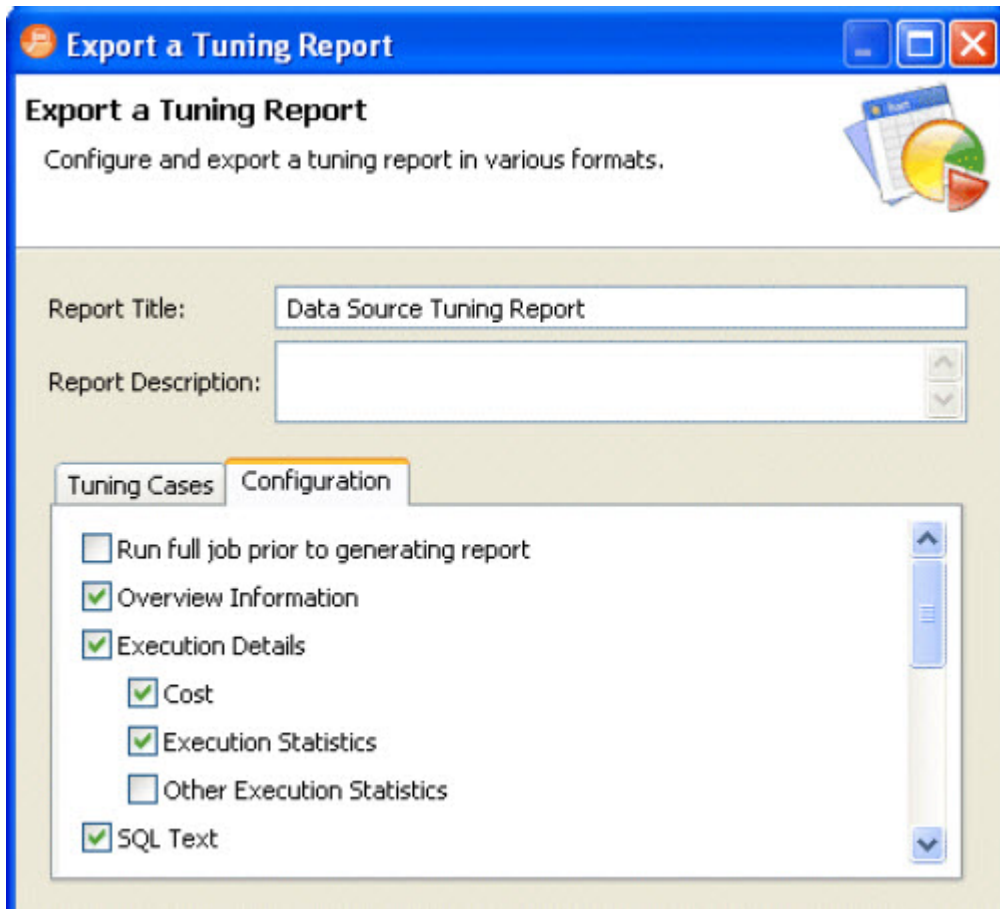 Export a Tuning Report
Export a Tuning Report
Configure and export a tuning report in various formats.
Report Title:
Data Source Tuning Report
Report Description:
Tuning Cases
Configuration
Run full job prior to generating report
Overview Information
Execution Details
Cost
Execution Statistics
Other Execution Statistics
SQL Text